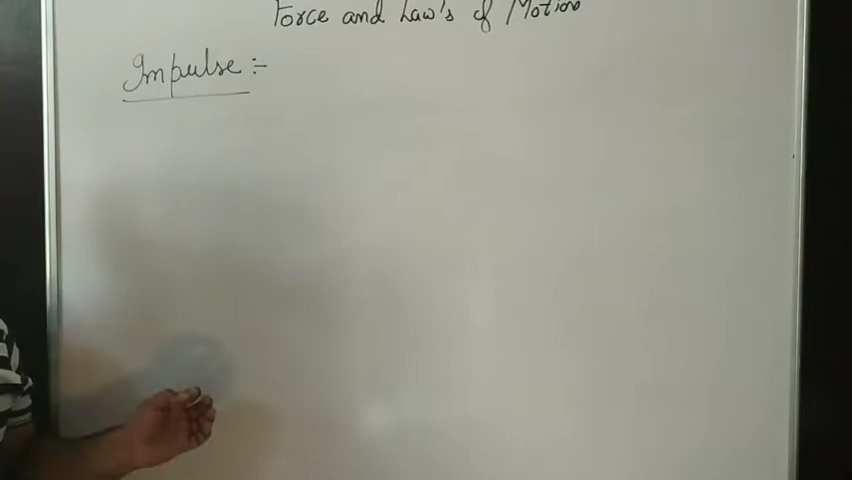 Force and Law's of Motion
Impulse :-